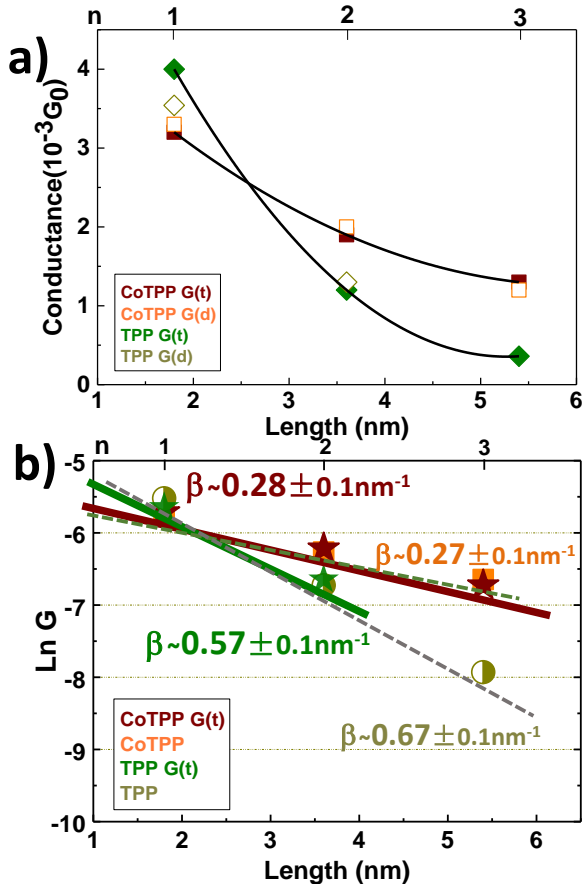 n 1 2 3
a)
4
3
2
1
0
Conductance(10⁻³G₀)
CoTPP G(t)
CoTPP G(d)
TPP G(t)
TPP G(d)
1 2 3 4 5 6
Length (nm)
n 1 2 3
b)
-5
-6
-7
-8
-9
-10
Ln G
β~0.28±0.1nm⁻¹
β~0.27±0.1nm⁻¹
β~0.57±0.1nm⁻¹
β~0.67±0.1nm⁻¹
CoTPP G(t)
CoTPP
TPP G(t)
TPP
1 2 3 4 5 6
Length (nm)